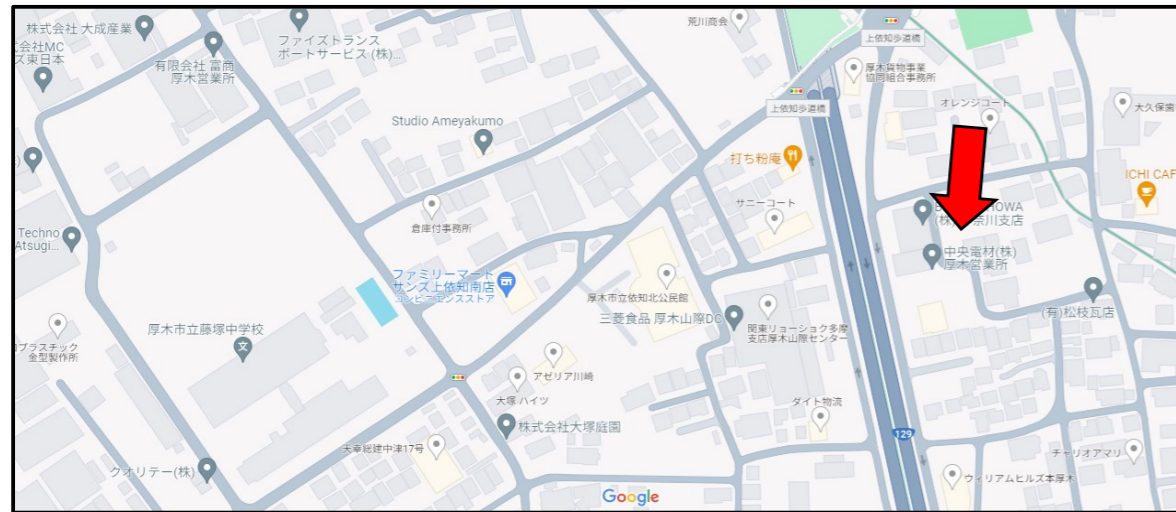 株式会社 大成産業
会社MC
ズ東日本
有限会社 富商
厚木営業所
ファイズトランス
ポートサービス (株)...
荒川商会
上依知歩道橋
厚木貨物事業
協同組合事務所
上依知歩道橋
オレンジコート
大久保歯
Studio Ameyakumo
打ち粉庵
ICHI CAF
サニーコート
倉庫付事務所
OWA
奈川支店
Techno
Atsugi...
中央電材(株)
厚木営業所
ファミリーマート
サンズ上依知南店
コンビニエンスストア
厚木市立依知北公民館
三菱食品 厚木山際DC
(有)松枝瓦店
厚木市立藤塚中学校
関東リョーショク多摩
支店厚木山際センター
プラスチック
金型製作所
アゼリア川崎
大塚 ハイツ
ダイト物流
株式会社大塚庭園
129
天幸総建中津17号
チャリオアマリ
クオリテー(株)
ウィリアムヒルズ本厚木
Google